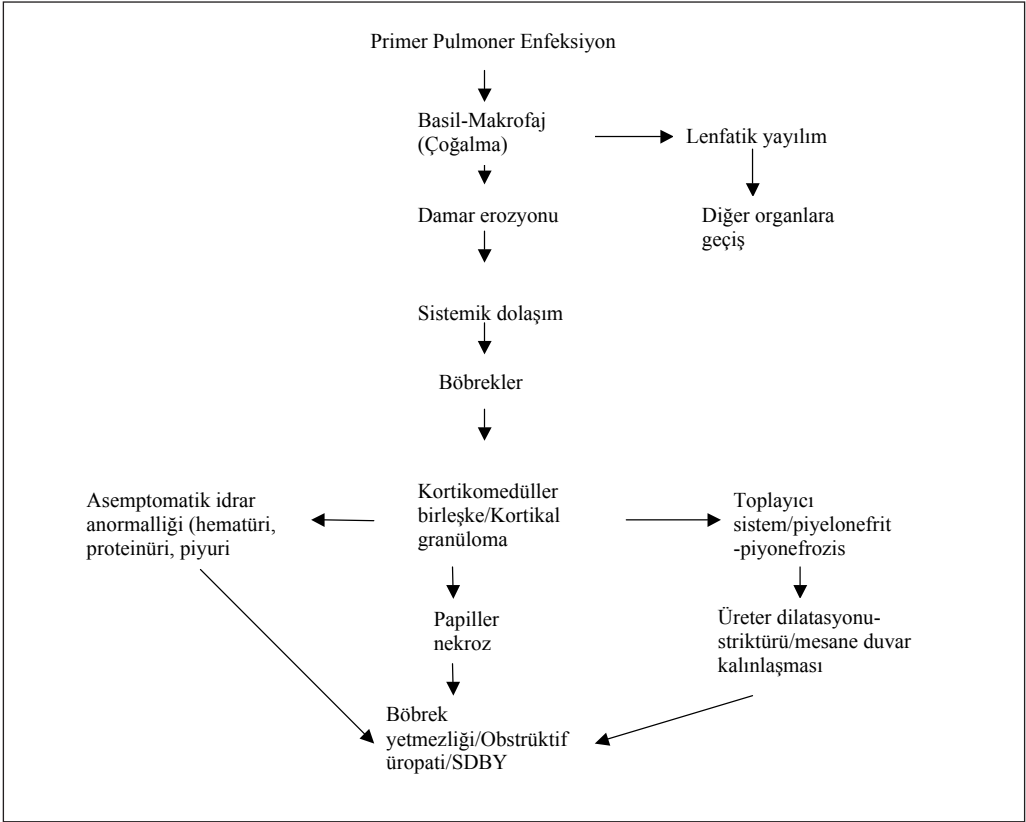 Primer Pulmoner Enfeksiyon
Basil-Makrofaj
(Çoğalma)
Lenfatik yayılım
Damar erozyonu
Diğer organlara
geçiş
Sistemik dolaşım
Böbrekler
Asemptomatik idrar
anormalliği (hematüri,
proteinüri, piyuri
Kortikomedüller
birleşke/Kortikal
granüloma
Toplayıcı
sistem/piyelonefrit
-piyonefrozis
Papiller
nekroz
Üreter dilatasyonu-
striktürü/mesane duvar
kalınlaşması
Böbrek
yetmezliği/Obstrüktif
üropati/SDBY